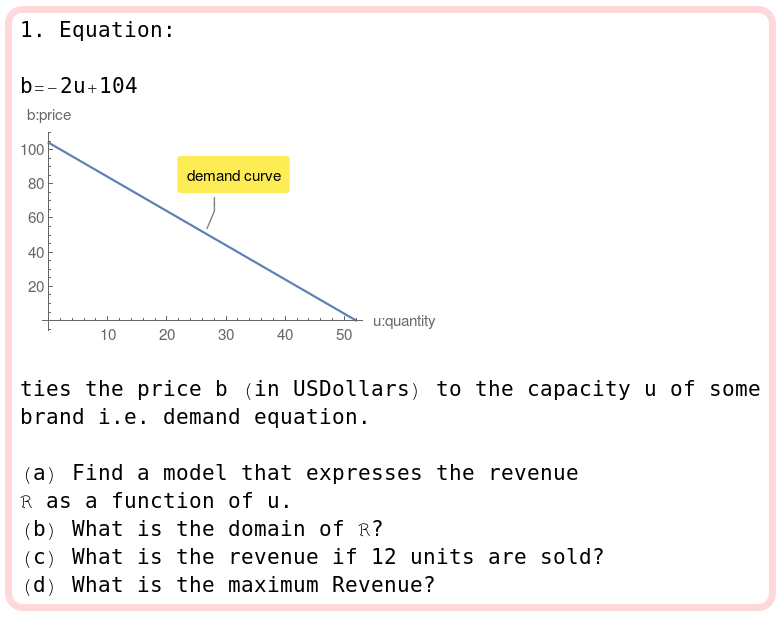 1. Equation:
b=-2u+104
b:price
100
80
60
40
20
demand curve
10 20 30 40 50
u:quantity
ties the price b (in USDollars) to the capacity u of some
brand i.e. demand equation.
(a) Find a model that expresses the revenue
ℛ as a function of u.
(b) What is the domain of ℛ?
(c) What is the revenue if 12 units are sold?
(d) What is the maximum Revenue?